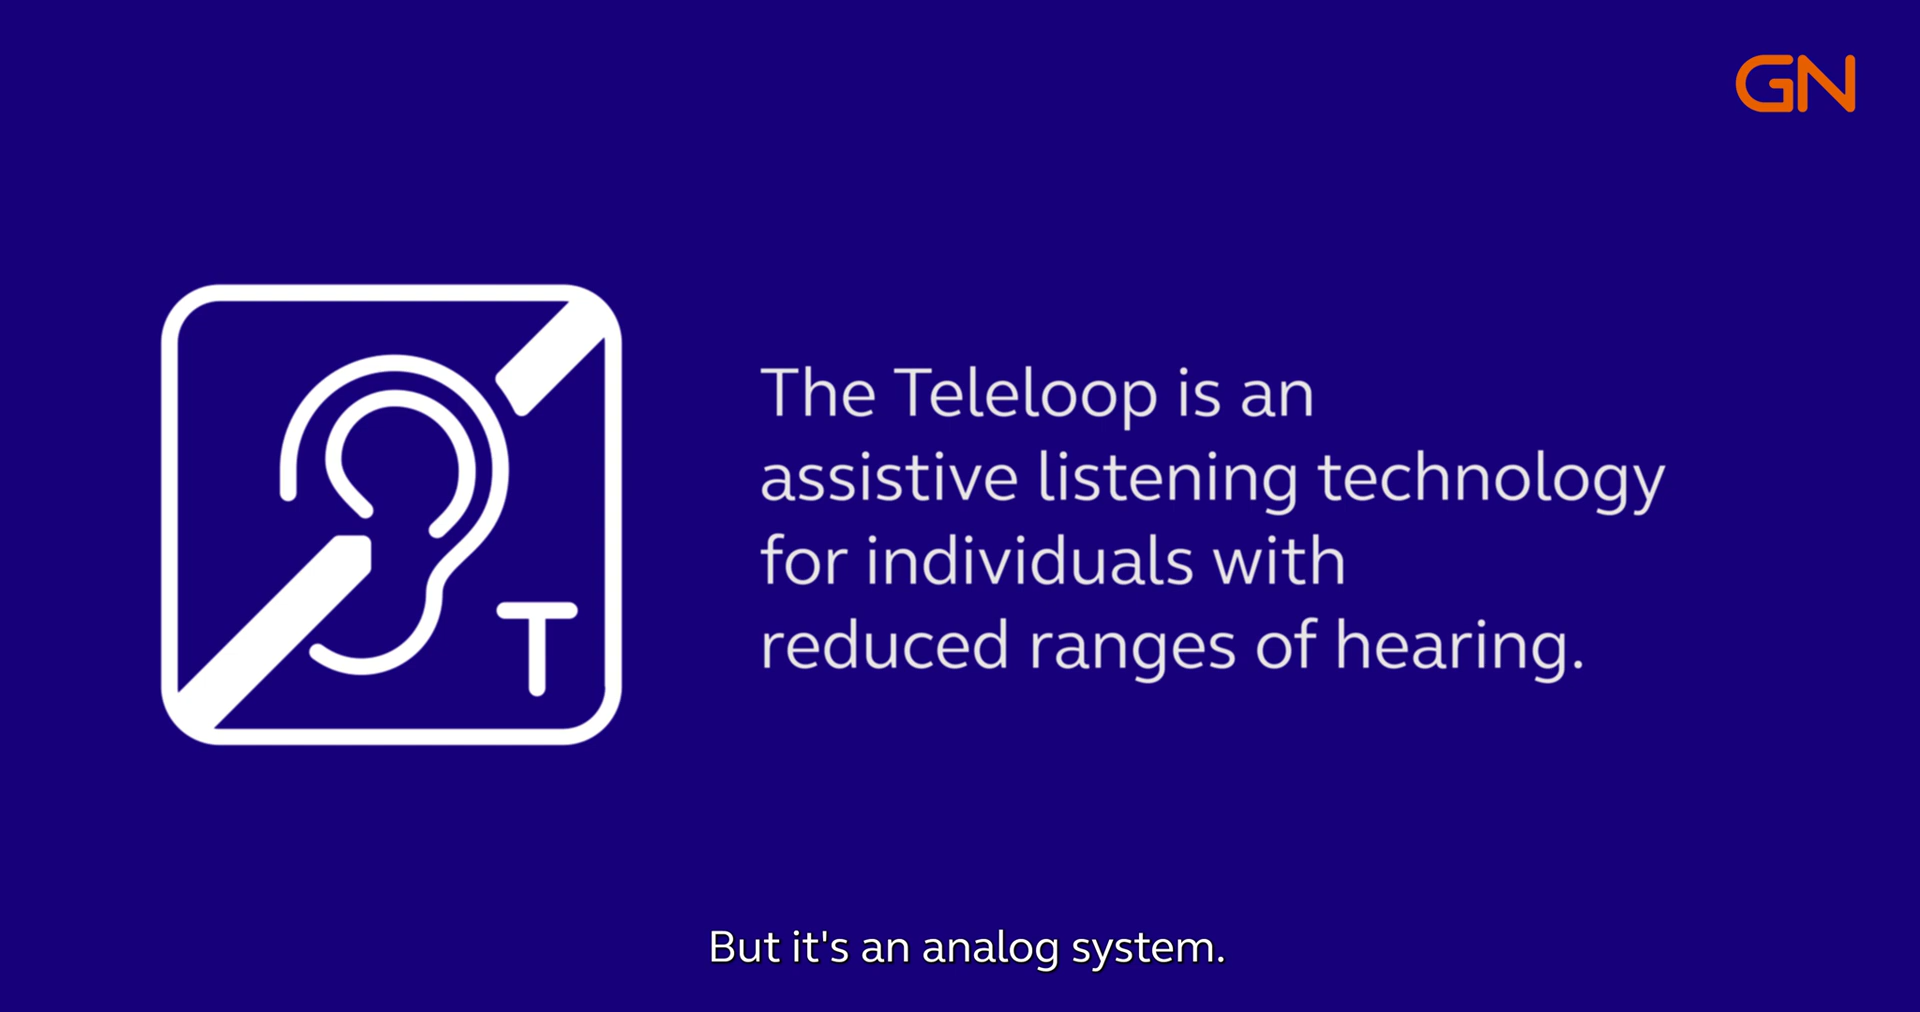 GN
The Teleloop is an
assistive listening technology
for individuals with
reduced ranges of hearing.
T
But it's an analog system.